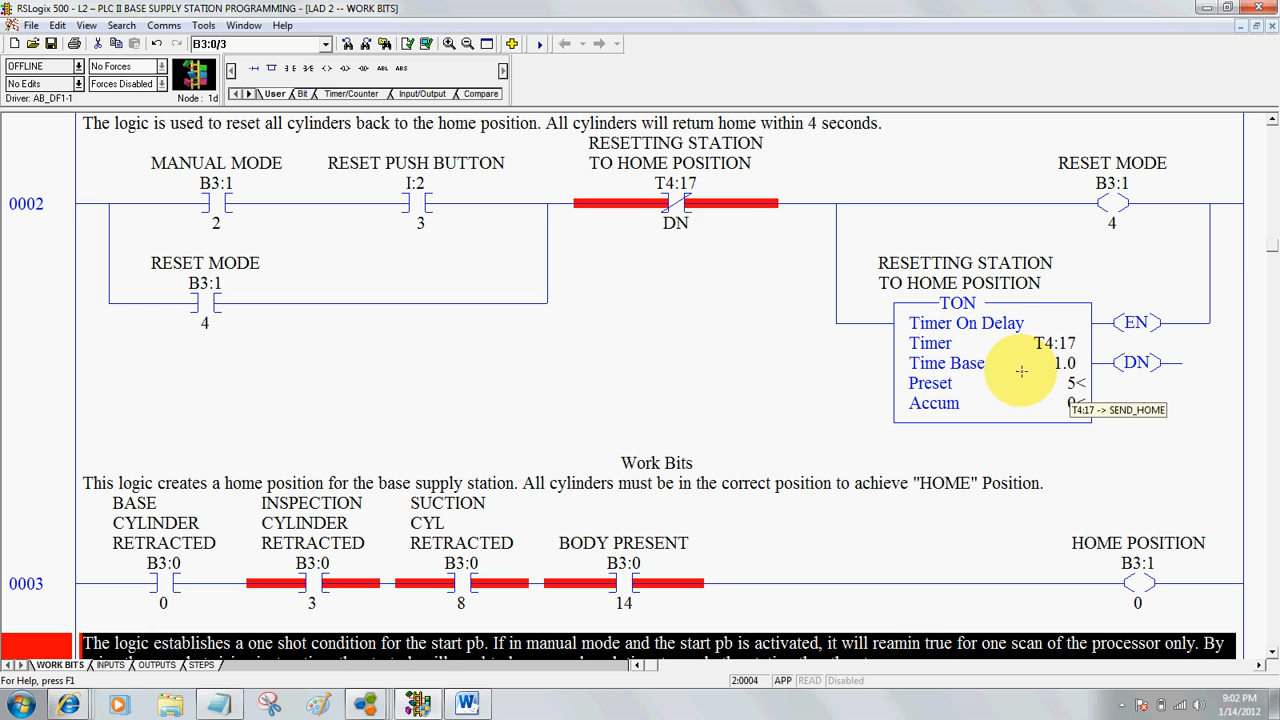 RSLogix 500 - L2 – PLC II BASE SUPPLY STATION PROGRAMMING - [LAD 2 -- WORK BITS]
File Edit View Search Comms Tools Window Help
B3:0/3
OFFLINE No Forces
No Edits Forces Disabled
Driver: AB_DF1-1 Node : 1d
User Bit Timer/Counter Input/Output Compare
ABL ABS
The logic is used to reset all cylinders back to the home position. All cylinders will return home within 4 seconds.
RESETTING STATION
MANUAL MODE RESET PUSH BUTTON TO HOME POSITION RESET MODE
B3:1 I:2 T4:17 B3:1
0002
2 3 DN 4
RESET MODE
B3:1
4
RESETTING STATION
TO HOME POSITION
TON
Timer On Delay EN
Timer T4:17
Time Base 1.0 DN
Preset 5<
Accum 0<
T4:17 -> SEND_HOME
Work Bits
This logic creates a home position for the base supply station. All cylinders must be in the correct position to achieve "HOME" Position.
BASE INSPECTION SUCTION
CYLINDER CYLINDER CYL
RETRACTED RETRACTED RETRACTED BODY PRESENT HOME POSITION
B3:0 B3:0 B3:0 B3:0 B3:1
0003
0 3 8 14 0
The logic establishes a one shot condition for the start pb. If in manual mode and the start pb is activated, it will reamin true for one scan of the processor only. By
WORK BITS INPUTS OUTPUTS STEPS
For Help, press F1 2:0004 APP READ Disabled
9:02 PM
1/14/2012